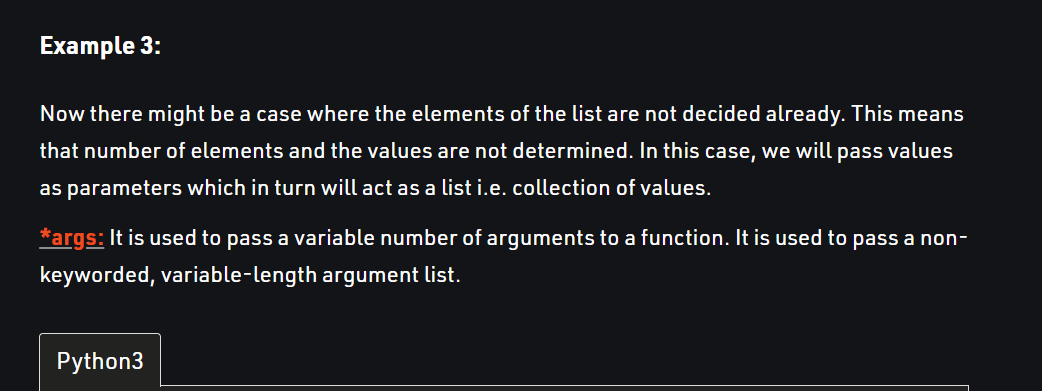 Example 3:
Now there might be a case where the elements of the list are not decided already. This means
that number of elements and the values are not determined. In this case, we will pass values
as parameters which in turn will act as a list i.e. collection of values.
*args: It is used to pass a variable number of arguments to a function. It is used to pass a non-
keyworded, variable-length argument list.
Python3